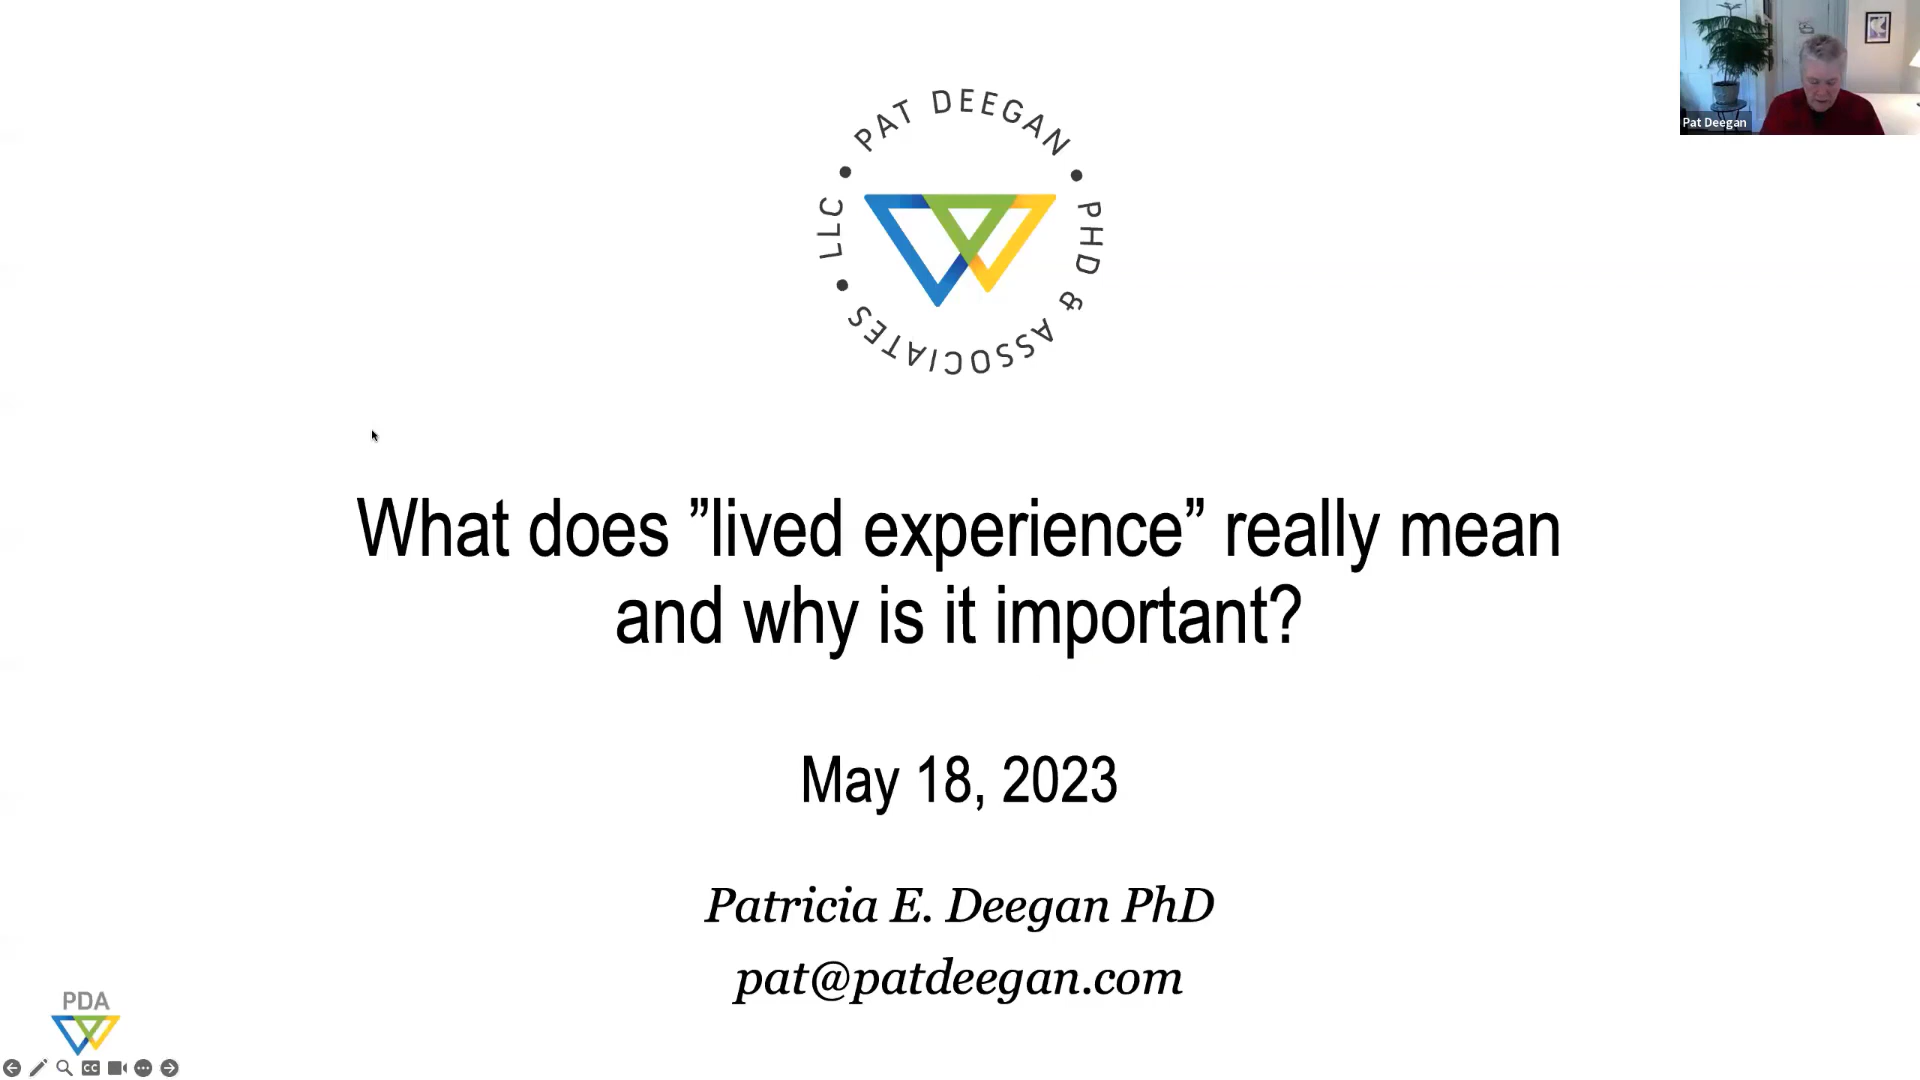 PAT DEEGAN • PHD & ASSOCIATES • LLC •
Pat Deegan
What does ”lived experience” really mean
and why is it important?
May 18, 2023
Patricia E. Deegan PhD
pat@patdeegan.com
PDA
CC